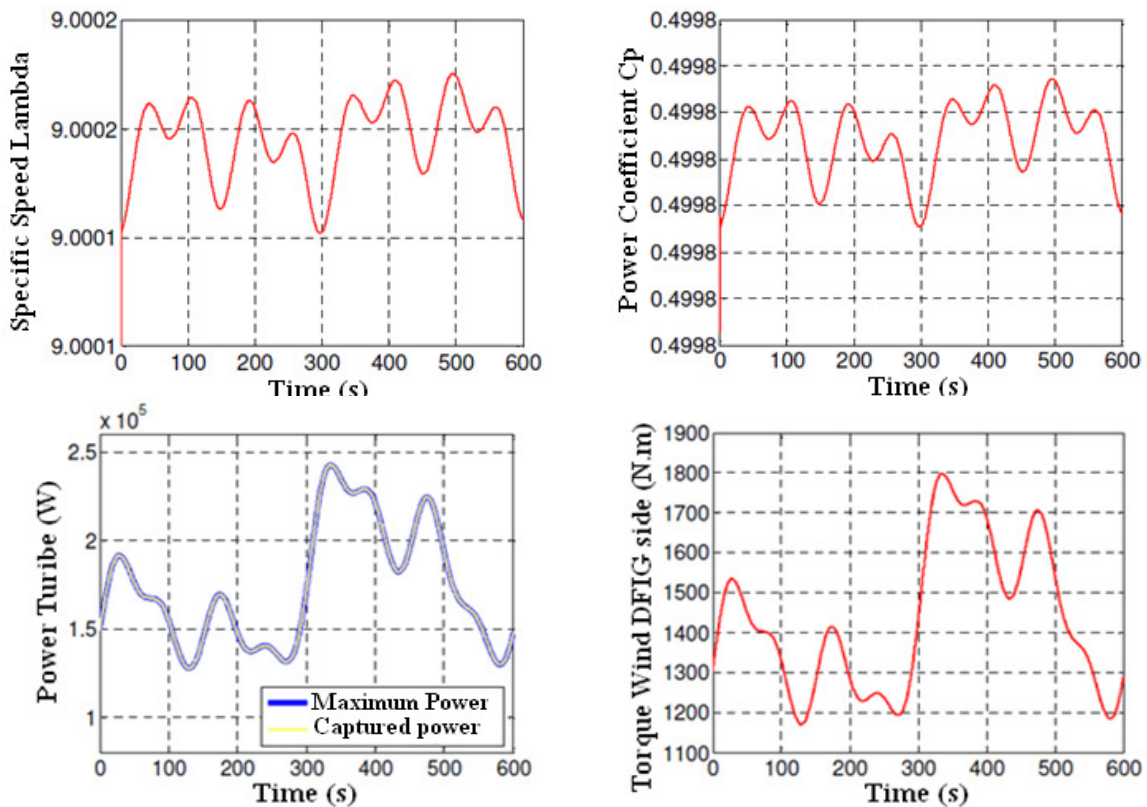 Specific Speed Lambda
9.0002
9.0002
9.0001
9.0001
0 100 200 300 400 500 600
Time (s)
Power Coefficient Cp
0.4998
0.4998
0.4998
0.4998
0.4998
0.4998
0.4998
0.4998
0 100 200 300 400 500 600
Time (s)
Power Turibe (W)
x 10^5
2.5
2
1.5
1
0 100 200 300 400 500 600
Time (s)
Maximum Power
Captured power
Torque Wind DFIG side (N.m)
1900
1800
1700
1600
1500
1400
1300
1200
1100
0 100 200 300 400 500 600
Time (s)